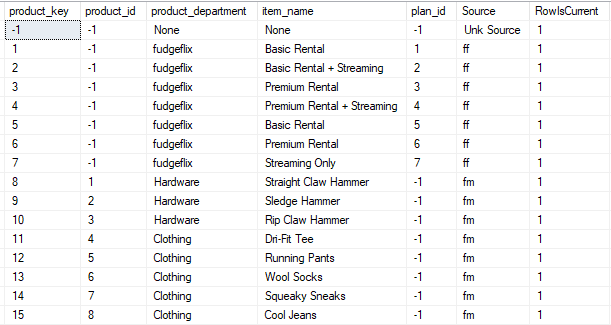 product_key product_id product_department item_name plan_id Source RowIsCurrent
-1 -1 None None -1 Unk Source 1
1 -1 fudgeflix Basic Rental 1 ff 1
2 -1 fudgeflix Basic Rental + Streaming 2 ff 1
3 -1 fudgeflix Premium Rental 3 ff 1
4 -1 fudgeflix Premium Rental + Streaming 4 ff 1
5 -1 fudgeflix Basic Rental 5 ff 1
6 -1 fudgeflix Premium Rental 6 ff 1
7 -1 fudgeflix Streaming Only 7 ff 1
8 1 Hardware Straight Claw Hammer -1 fm 1
9 2 Hardware Sledge Hammer -1 fm 1
10 3 Hardware Rip Claw Hammer -1 fm 1
11 4 Clothing Dri-Fit Tee -1 fm 1
12 5 Clothing Running Pants -1 fm 1
13 6 Clothing Wool Socks -1 fm 1
14 7 Clothing Squeaky Sneaks -1 fm 1
15 8 Clothing Cool Jeans -1 fm 1